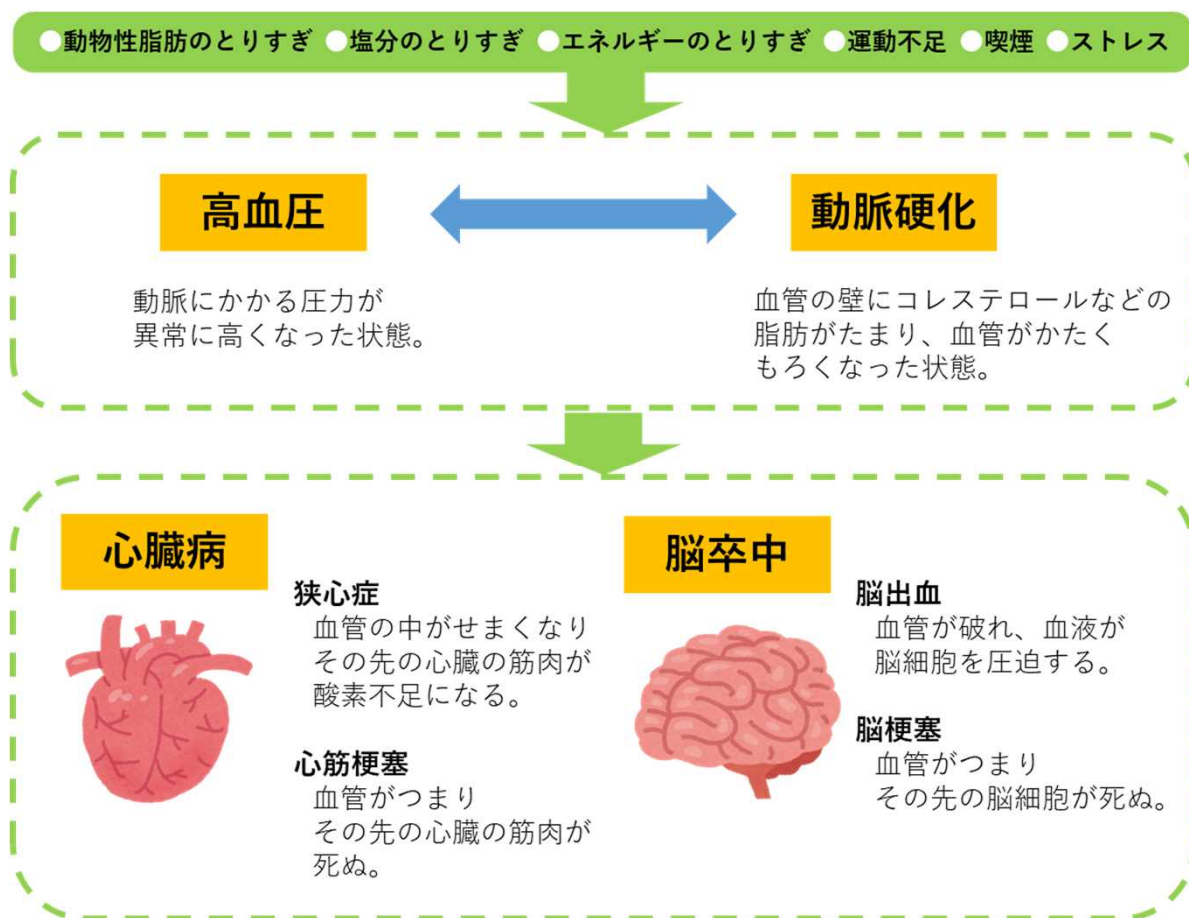 ●動物性脂肪のとりすぎ ●塩分のとりすぎ ●エネルギーのとりすぎ ●運動不足 ●喫煙 ●ストレス
高血圧
動脈にかかる圧力が
異常に高くなった状態。
動脈硬化
血管の壁にコレステロールなどの
脂肪がたまり、血管がかたく
もろくなった状態。
心臓病
狭心症
血管の中がせまくなり
その先の心臓の筋肉が
酸素不足になる。
心筋梗塞
血管がつまり
その先の心臓の筋肉が
死ぬ。
脳卒中
脳出血
血管が破れ、血液が
脳細胞を圧迫する。
脳梗塞
血管がつまり
その先の脳細胞が死ぬ。